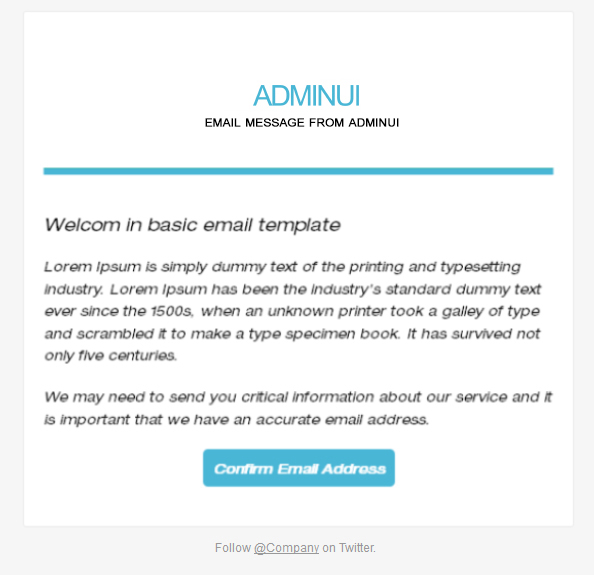 ADMINUI
EMAIL MESSAGE FROM ADMINUI
Welcom in basic email template
Lorem Ipsum is simply dummy text of the printing and typesetting
industry. Lorem Ipsum has been the industry's standard dummy text
ever since the 1500s, when an unknown printer took a galley of type
and scrambled it to make a type specimen book. It has survived not
only five centuries.
We may need to send you critical information about our service and it
is important that we have an accurate email address.
Confirm Email Address
Follow @Company on Twitter.